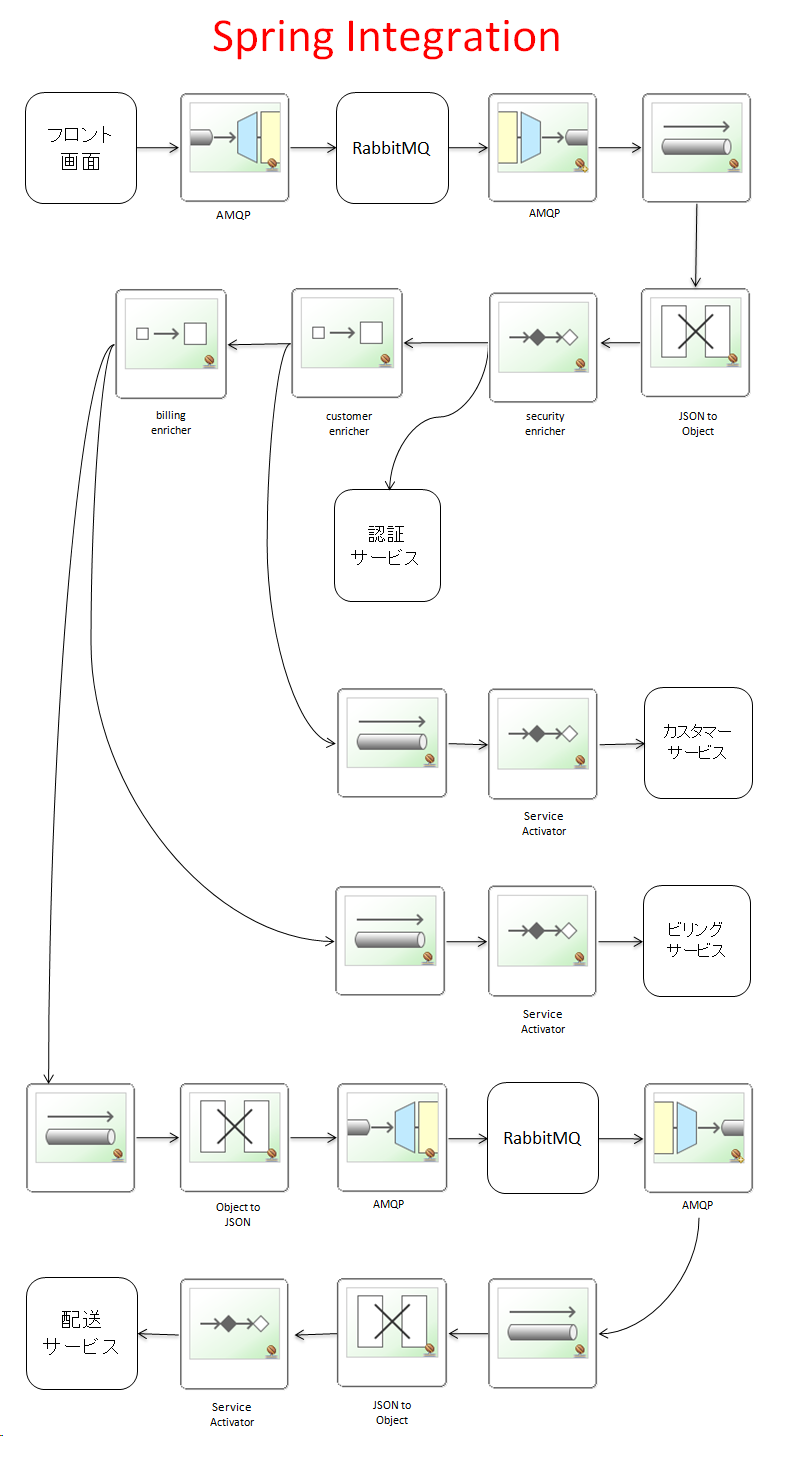 Spring Integration
フロント
画面
RabbitMQ
AMQP
AMQP
billing
enricher
customer
enricher
security
enricher
JSON to
Object
認証
サービス
カスタマー
サービス
Service
Activator
ビリング
サービス
Service
Activator
RabbitMQ
Object to
JSON
AMQP
AMQP
配送
サービス
Service
Activator
JSON to
Object